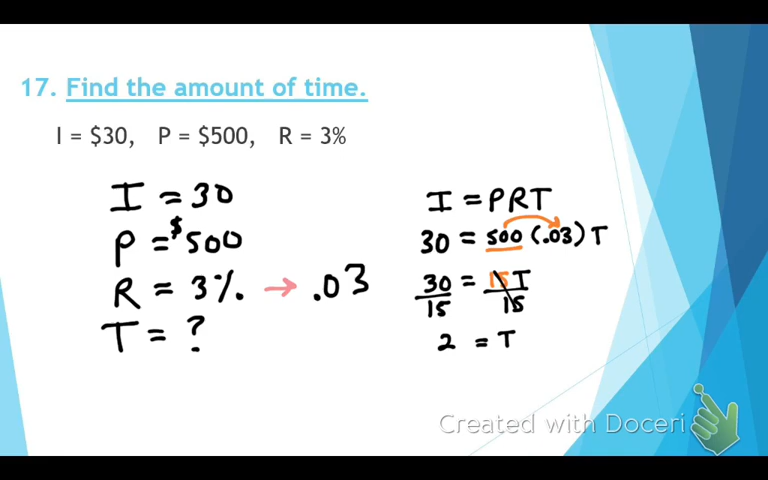 17. Find the amount of time.
I = $30, P = $500, R = 3%
I = 30
P = $500
R = 3% → .03
T = ?
I = PRT
30 = 500 (.03) T
30 = 15 T
15 15
2 = T
Created with Doceri